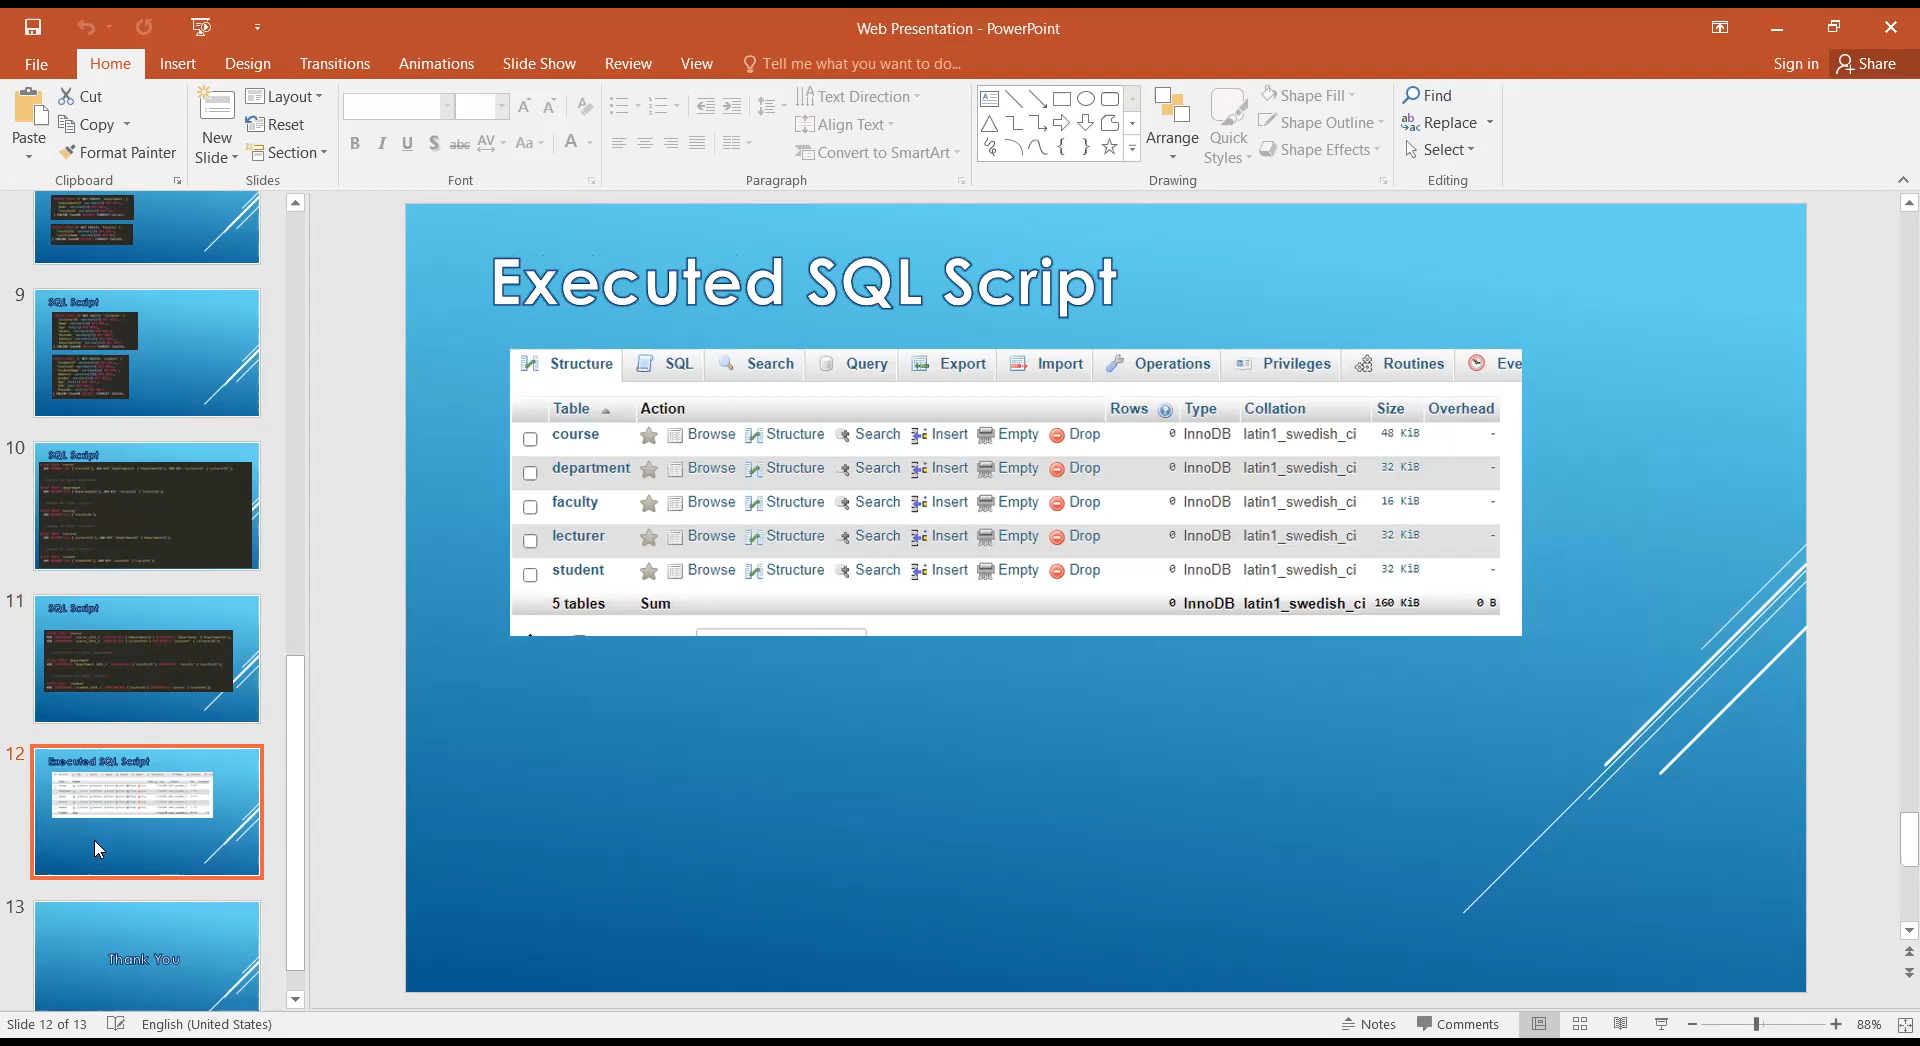 Web Presentation - PowerPoint
File Home Insert Design Transitions Animations Slide Show Review View Tell me what you want to do... Sign in Share
Paste
Cut
Copy
Format Painter
Clipboard
New Slide
Layout
Reset
Section
Slides
B I U S abc AV Aa A
Font
Text Direction
Align Text
Convert to SmartArt
Paragraph
Arrange
Quick Styles
Shape Fill
Shape Outline
Shape Effects
Drawing
Find
Replace
Select
Editing
9
SQL Script
10
SQL Script
11
SQL Script
12
Executed SQL Script
13
Thank You
Executed SQL Script
Structure SQL Search Query Export Import Operations Privileges Routines Eve
Table Action Rows Type Collation Size Overhead
course Browse Structure Search Insert Empty Drop 0 InnoDB latin1_swedish_ci 48 KiB -
department Browse Structure Search Insert Empty Drop 0 InnoDB latin1_swedish_ci 32 KiB -
faculty Browse Structure Search Insert Empty Drop 0 InnoDB latin1_swedish_ci 16 KiB -
lecturer Browse Structure Search Insert Empty Drop 0 InnoDB latin1_swedish_ci 32 KiB -
student Browse Structure Search Insert Empty Drop 0 InnoDB latin1_swedish_ci 32 KiB -
5 tables Sum 0 InnoDB latin1_swedish_ci 160 KiB 0 B
Slide 12 of 13 English (United States) Notes Comments 88%